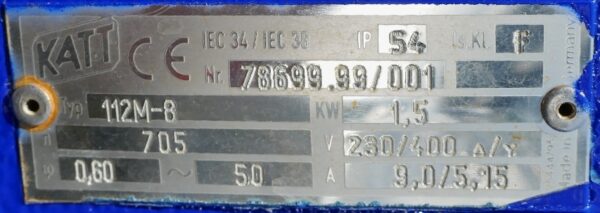 KATT CE IEC 34 / IEC 38 IP 54 Is.Kl. F
Nr. 78699.99/001
Typ 112M-8 KW 1,5
n 705 V 230/400 Δ/Y
φ 0,60 ~ 50 A 9,0/5,15
Made in Germany